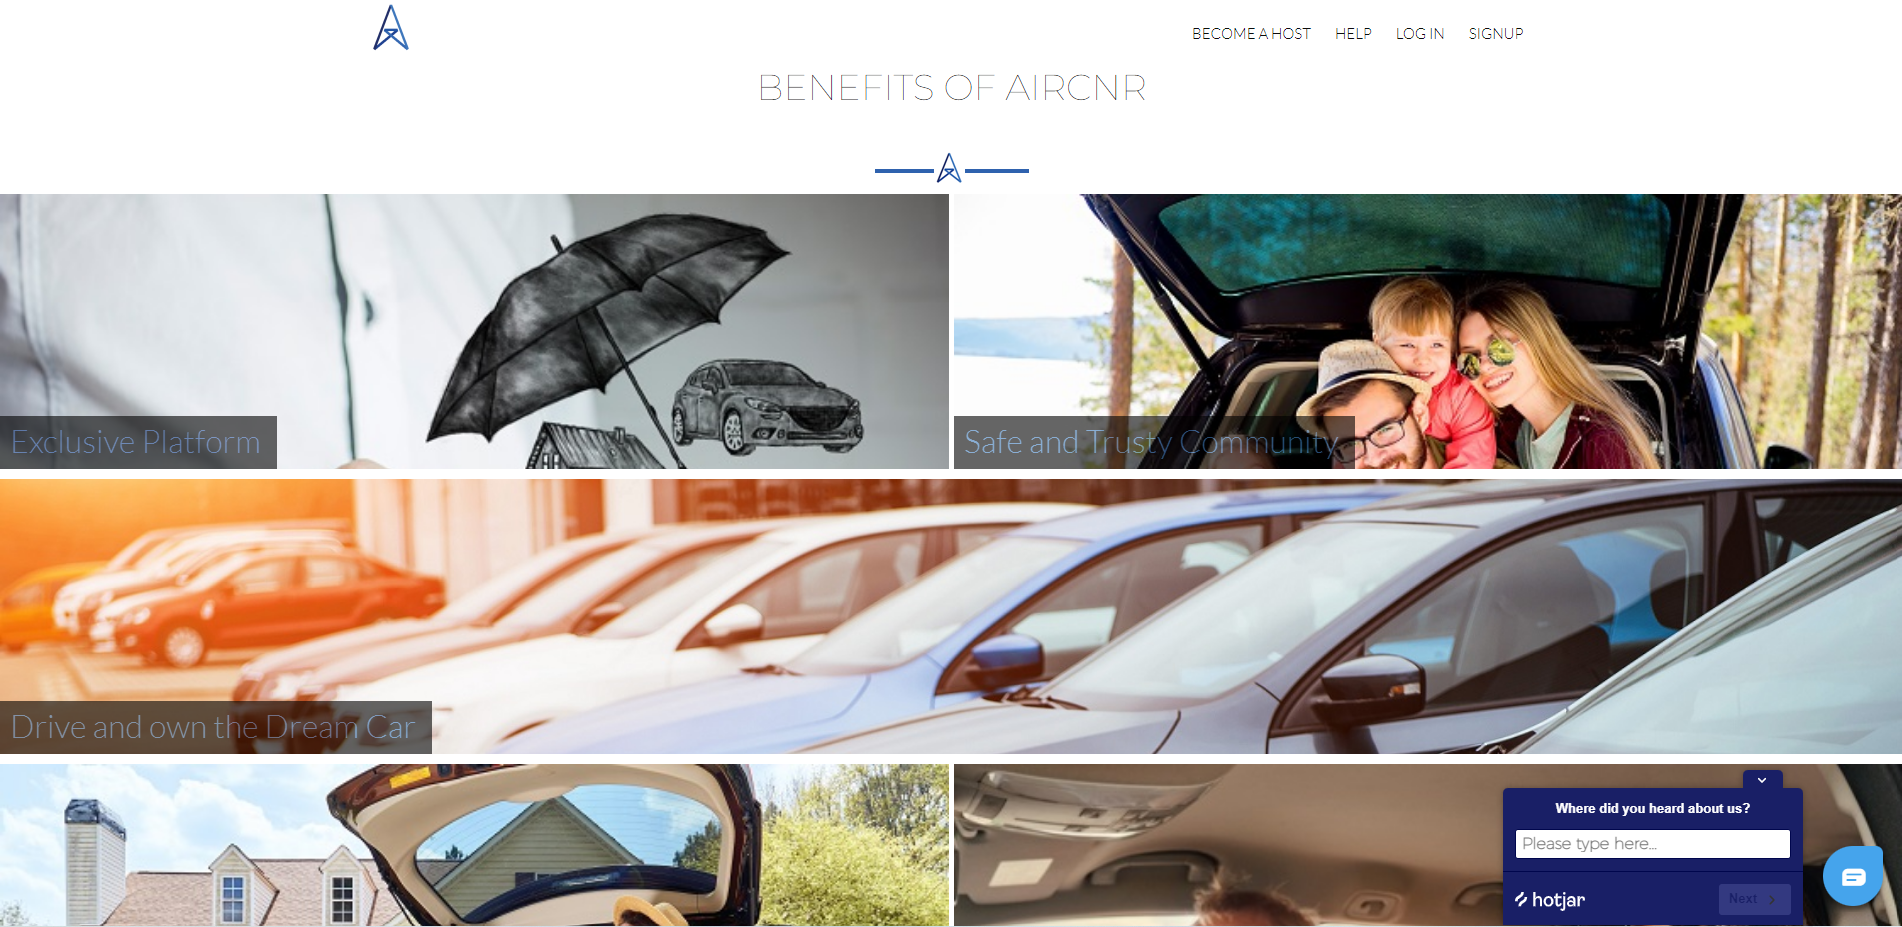 BECOME A HOST
HELP
LOG IN
SIGNUP
BENEFITS OF AIRCNR
Exclusive Platform
Safe and Trusty Community
Drive and own the Dream Car
Where did you heard about us?
Please type here...
hotjar
Next